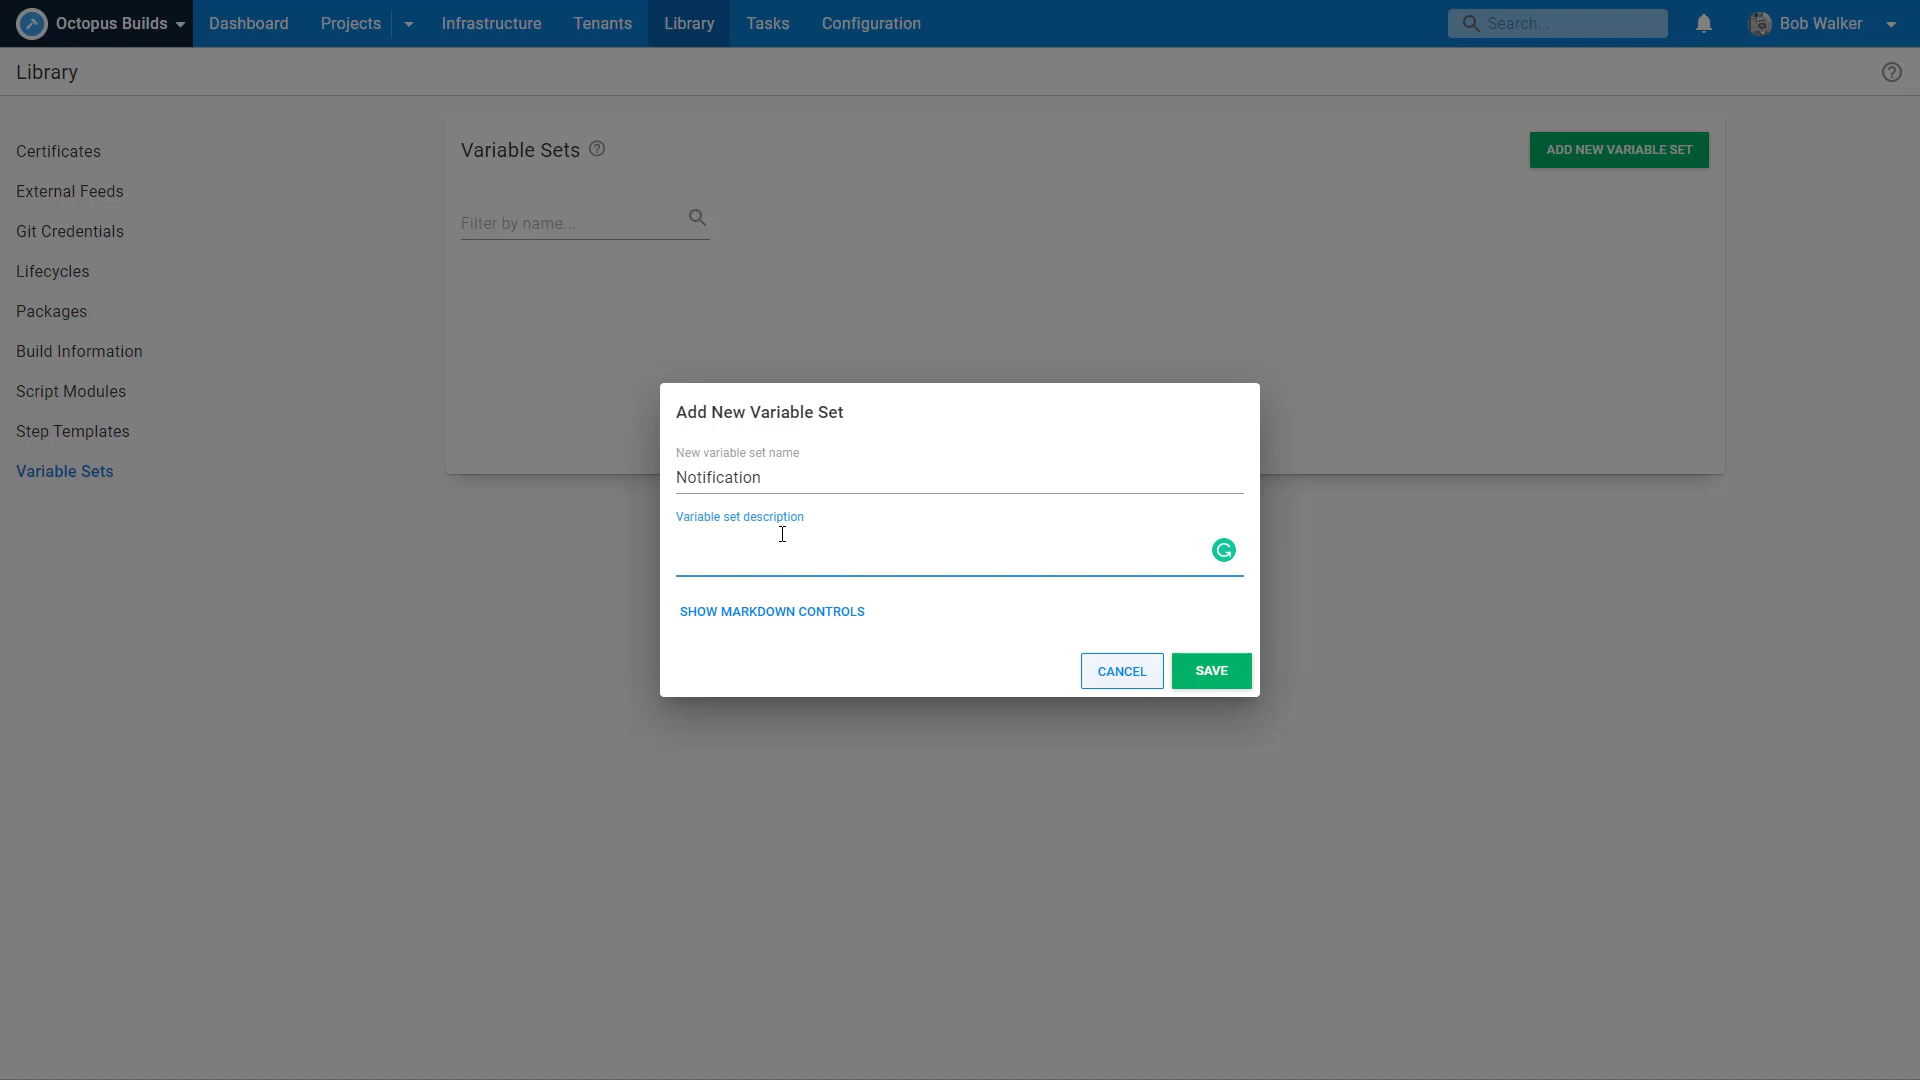 Octopus Builds
Dashboard
Projects
Infrastructure
Tenants
Library
Tasks
Configuration
Search...
Bob Walker
Library
Certificates
External Feeds
Git Credentials
Lifecycles
Packages
Build Information
Script Modules
Step Templates
Variable Sets
Variable Sets
ADD NEW VARIABLE SET
Filter by name...
Add New Variable Set
New variable set name
Notification
Variable set description
SHOW MARKDOWN CONTROLS
CANCEL
SAVE